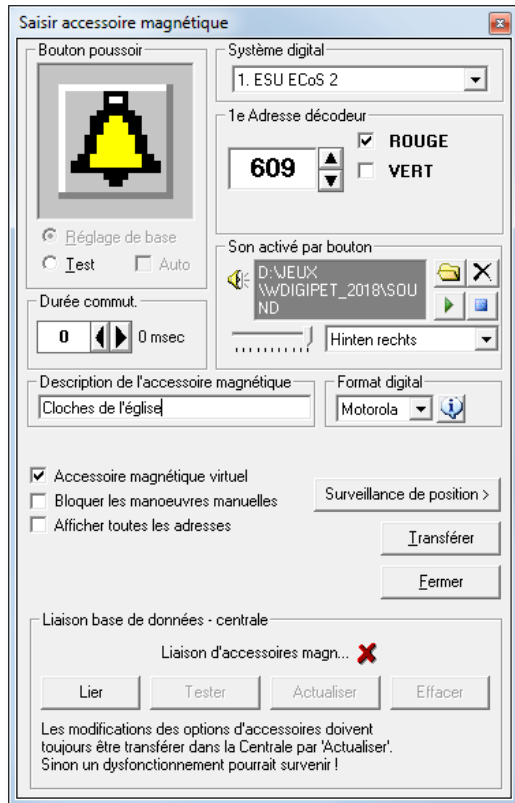 Saisir accessoire magnétique
Bouton poussoir
Système digital
1. ESU ECoS 2
1e Adresse décodeur
609
ROUGE
VERT
Réglage de base
Test
Auto
Son activé par bouton
D:\JEUX
\WDIGIPET_2018\SOU
ND
Hinten rechts
Durée commut.
0
0 msec
Description de l'accessoire magnétique
Cloches de l'église
Format digital
Motorola
Accessoire magnétique virtuel
Bloquer les manoeuvres manuelles
Afficher toutes les adresses
Surveillance de position >
Transférer
Fermer
Liaison base de données - centrale
Liaison d'accessoires magn...
Lier
Tester
Actualiser
Effacer
Les modifications des options d'accessoires doivent
toujours être transférer dans la Centrale par 'Actualiser'.
Sinon un dysfonctionnement pourrait survenir !